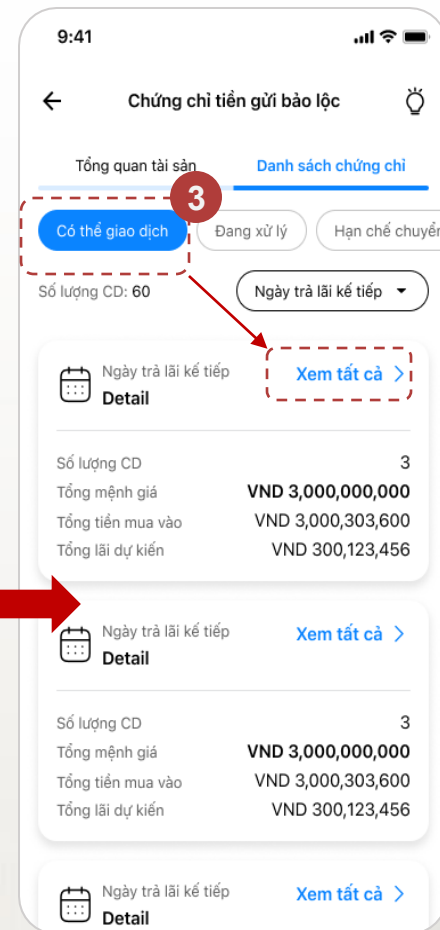 9:41
Chứng chỉ tiền gửi bảo lộc
Tổng quan tài sản Danh sách chứng chỉ
3
Có thể giao dịch Đang xử lý Hạn chế chuyển
Số lượng CD: 60 Ngày trả lãi kế tiếp
Ngày trả lãi kế tiếp Xem tất cả
Detail
Số lượng CD 3
Tổng mệnh giá VND 3,000,000,000
Tổng tiền mua vào VND 3,000,303,600
Tổng lãi dự kiến VND 300,123,456
Ngày trả lãi kế tiếp Xem tất cả
Detail
Số lượng CD 3
Tổng mệnh giá VND 3,000,000,000
Tổng tiền mua vào VND 3,000,303,600
Tổng lãi dự kiến VND 300,123,456
Ngày trả lãi kế tiếp Xem tất cả
Detail